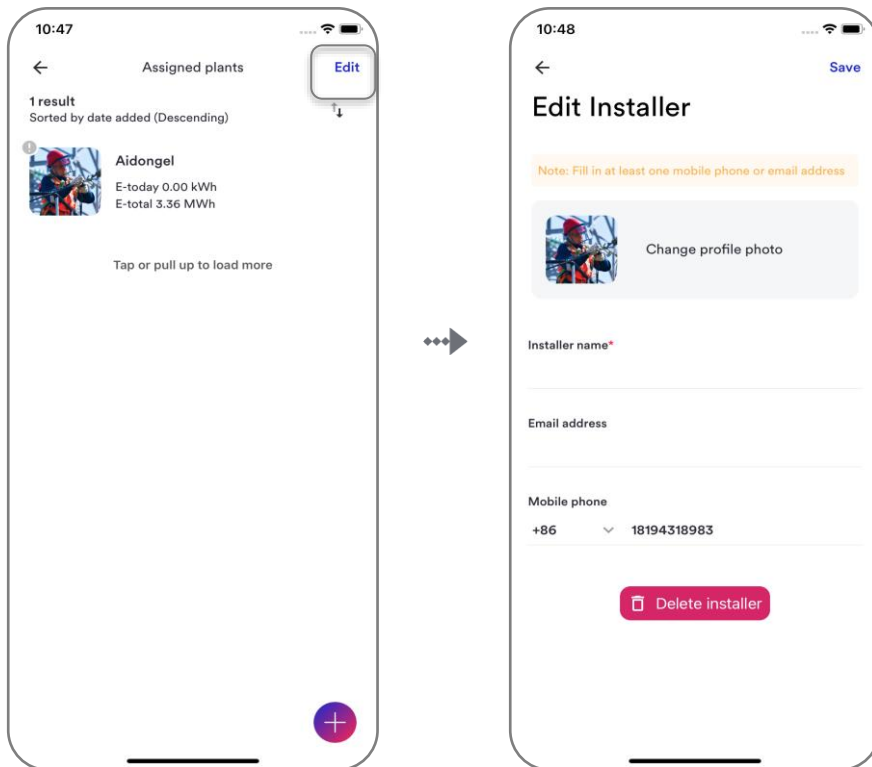 10:47
Assigned plants
Edit
1 result
Sorted by date added (Descending)
Aidongel
E-today 0.00 kWh
E-total 3.36 MWh
Tap or pull up to load more
10:48
Save
Edit Installer
Note: Fill in at least one mobile phone or email address
Change profile photo
Installer name*
Email address
Mobile phone
+86 18194318983
Delete installer